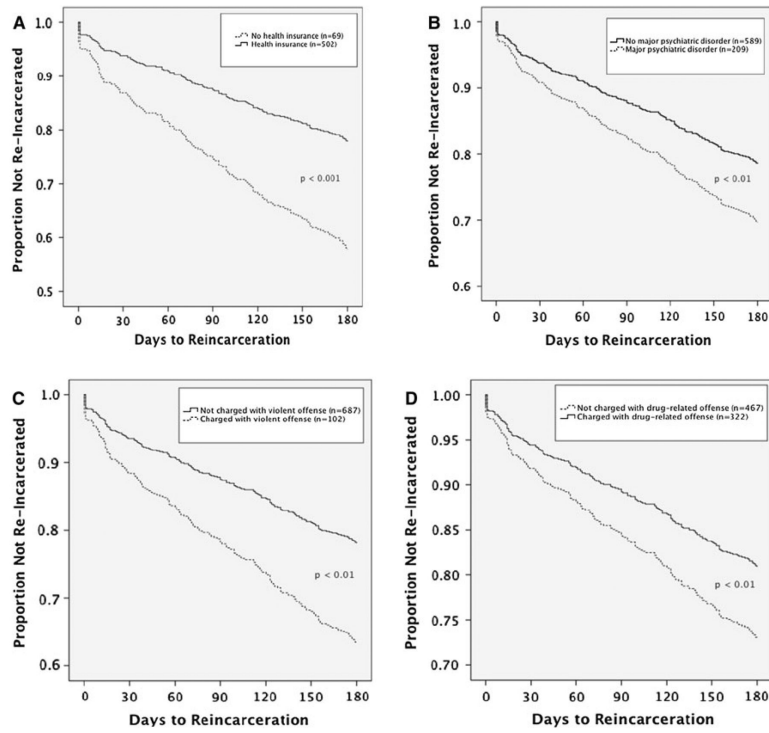 A
No health insurance (n=69)
Health insurance (n=502)
Proportion Not Re-Incarcerated
1.0
0.9
0.8
0.7
0.6
0.5
p < 0.001
0 30 60 90 120 150 180
Days to Reincarceration
B
No major psychiatric disorder (n=589)
Major psychiatric disorder (n=209)
Proportion Not Re-Incarcerated
1.0
0.9
0.8
0.7
0.6
p < 0.01
0 30 60 90 120 150 180
Days to Reincarceration
C
Not charged with violent offense (n=687)
Charged with violent offense (n=102)
Proportion Not Re-Incarcerated
1.0
0.9
0.8
0.7
0.6
p < 0.01
0 30 60 90 120 150 180
Days to Reincarceration
D
Not charged with drug-related offense (n=467)
Charged with drug-related offense (n=322)
Proportion Not Re-Incarcerated
1.00
0.95
0.90
0.85
0.80
0.75
0.70
p < 0.01
0 30 60 90 120 150 180
Days to Reincarceration